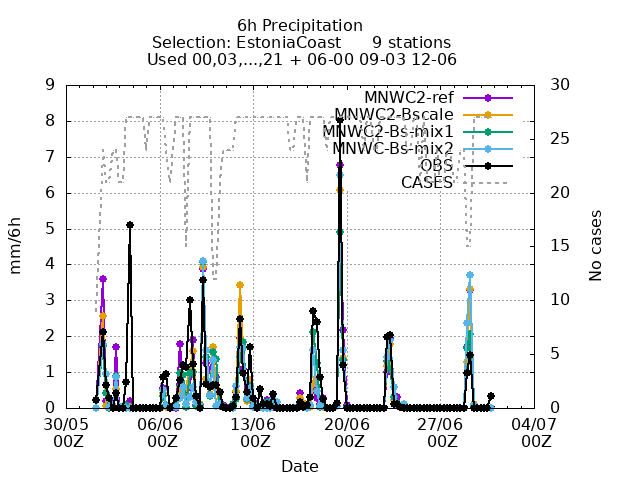 6h Precipitation
Selection: EstoniaCoast 9 stations
Used 00,03,...,21 + 06-00 09-03 12-06
mm/6h
9
8
7
6
5
4
3
2
1
0
30
25
20
15
10
5
0
No cases
MNWC2-ref
MNWC2-Bscale
MNWC2-Bs-mix1
MNWC-Bs-mix2
OBS
CASES
30/05 06/06 13/06 20/06 27/06 04/07
00Z 00Z 00Z 00Z 00Z 00Z
Date